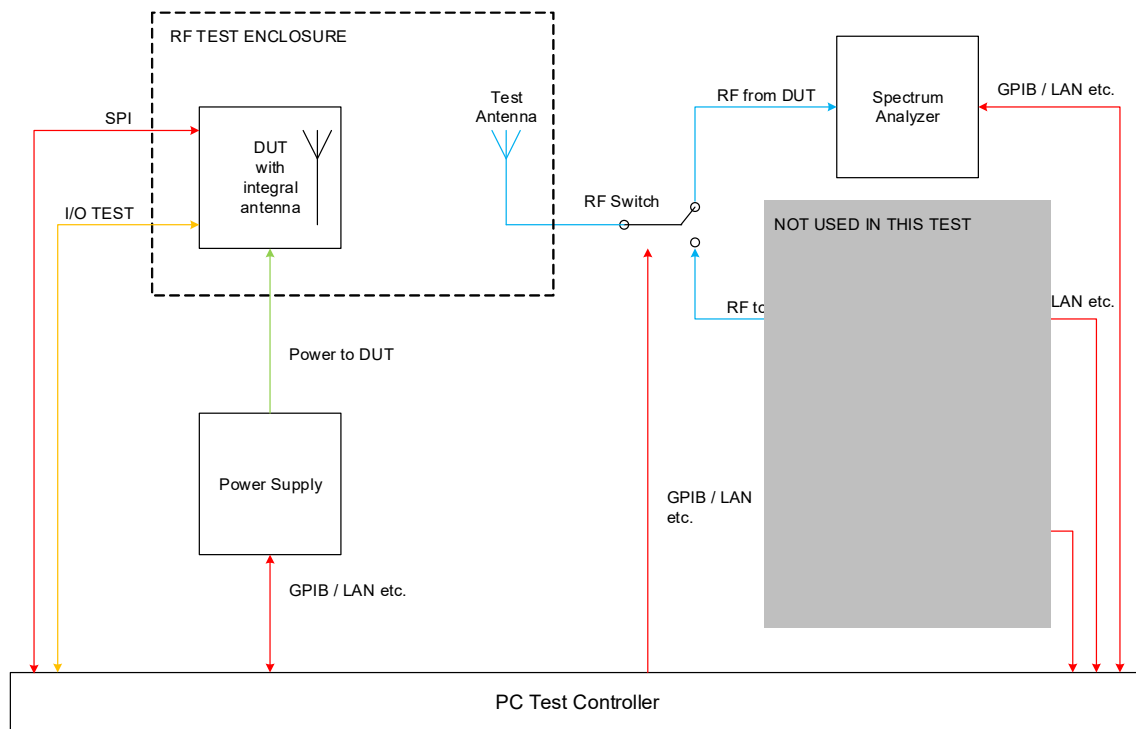 RF TEST ENCLOSURE
SPI
I/O TEST
DUT
with
integral
antenna
Test
Antenna
RF Switch
RF from DUT
Spectrum
Analyzer
GPIB / LAN etc.
NOT USED IN THIS TEST
RF to
LAN etc.
Power to DUT
Power Supply
GPIB / LAN etc.
GPIB / LAN
etc.
PC Test Controller